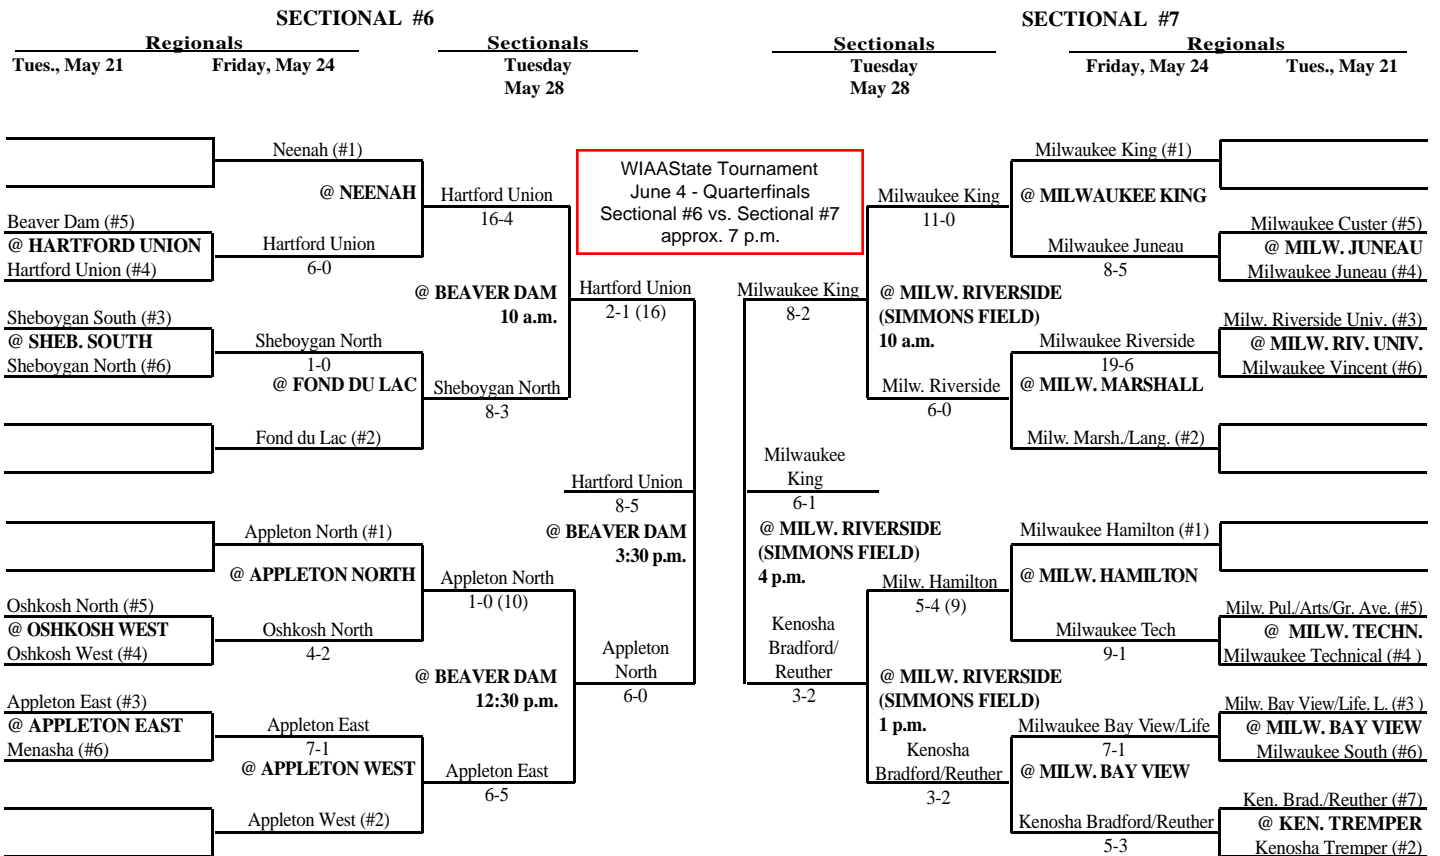 SECTIONAL #6
Regionals
Sectionals
Tues., May 21
Friday, May 24
Tuesday
May 28
Neenah (#1)
@ NEENAH
Hartford Union
16-4
Beaver Dam (#5)
@ HARTFORD UNION
Hartford Union (#4)
Hartford Union
6-0
@ BEAVER DAM
10 a.m.
Hartford Union
2-1 (16)
Sheboygan South (#3)
@ SHEB. SOUTH
Sheboygan North (#6)
Sheboygan North
1-0
@ FOND DU LAC
Sheboygan North
8-3
Fond du Lac (#2)
Hartford Union
8-5
@ BEAVER DAM
3:30 p.m.
Appleton North (#1)
@ APPLETON NORTH
Appleton North
1-0 (10)
Oshkosh North (#5)
@ OSHKOSH WEST
Oshkosh West (#4)
Oshkosh North
4-2
@ BEAVER DAM
12:30 p.m.
Appleton
North
6-0
Appleton East (#3)
@ APPLETON EAST
Menasha (#6)
Appleton East
7-1
@ APPLETON WEST
Appleton East
6-5
Appleton West (#2)
WIAAState Tournament
June 4 - Quarterfinals
Sectional #6 vs. Sectional #7
approx. 7 p.m.
SECTIONAL #7
Sectionals
Regionals
Tuesday
May 28
Friday, May 24
Tues., May 21
Milwaukee King (#1)
@ MILWAUKEE KING
Milwaukee King
11-0
Milwaukee Custer (#5)
@ MILW. JUNEAU
Milwaukee Juneau (#4)
Milwaukee Juneau
8-5
Milwaukee King
8-2
@ MILW. RIVERSIDE
(SIMMONS FIELD)
10 a.m.
Milw. Riverside Univ. (#3)
@ MILW. RIV. UNIV.
Milwaukee Vincent (#6)
Milwaukee Riverside
19-6
@ MILW. MARSHALL
Milw. Riverside
6-0
Milw. Marsh./Lang. (#2)
Milwaukee
King
6-1
@ MILW. RIVERSIDE
(SIMMONS FIELD)
4 p.m.
Milwaukee Hamilton (#1)
@ MILW. HAMILTON
Milw. Hamilton
5-4 (9)
Milw. Pul./Arts/Gr. Ave. (#5)
@ MILW. TECHN.
Milwaukee Technical (#4 )
Milwaukee Tech
9-1
Kenosha
Bradford/
Reuther
3-2
@ MILW. RIVERSIDE
(SIMMONS FIELD)
1 p.m.
Milw. Bay View/Life. L. (#3 )
@ MILW. BAY VIEW
Milwaukee South (#6)
Milwaukee Bay View/Life
7-1
@ MILW. BAY VIEW
Kenosha
Bradford/Reuther
3-2
Ken. Brad./Reuther (#7)
@ KEN. TREMPER
Kenosha Tremper (#2)
Kenosha Bradford/Reuther
5-3